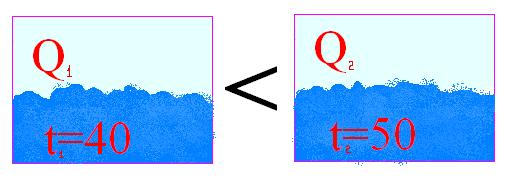 Q₁ < Q₂
t₁=40 t₂=50